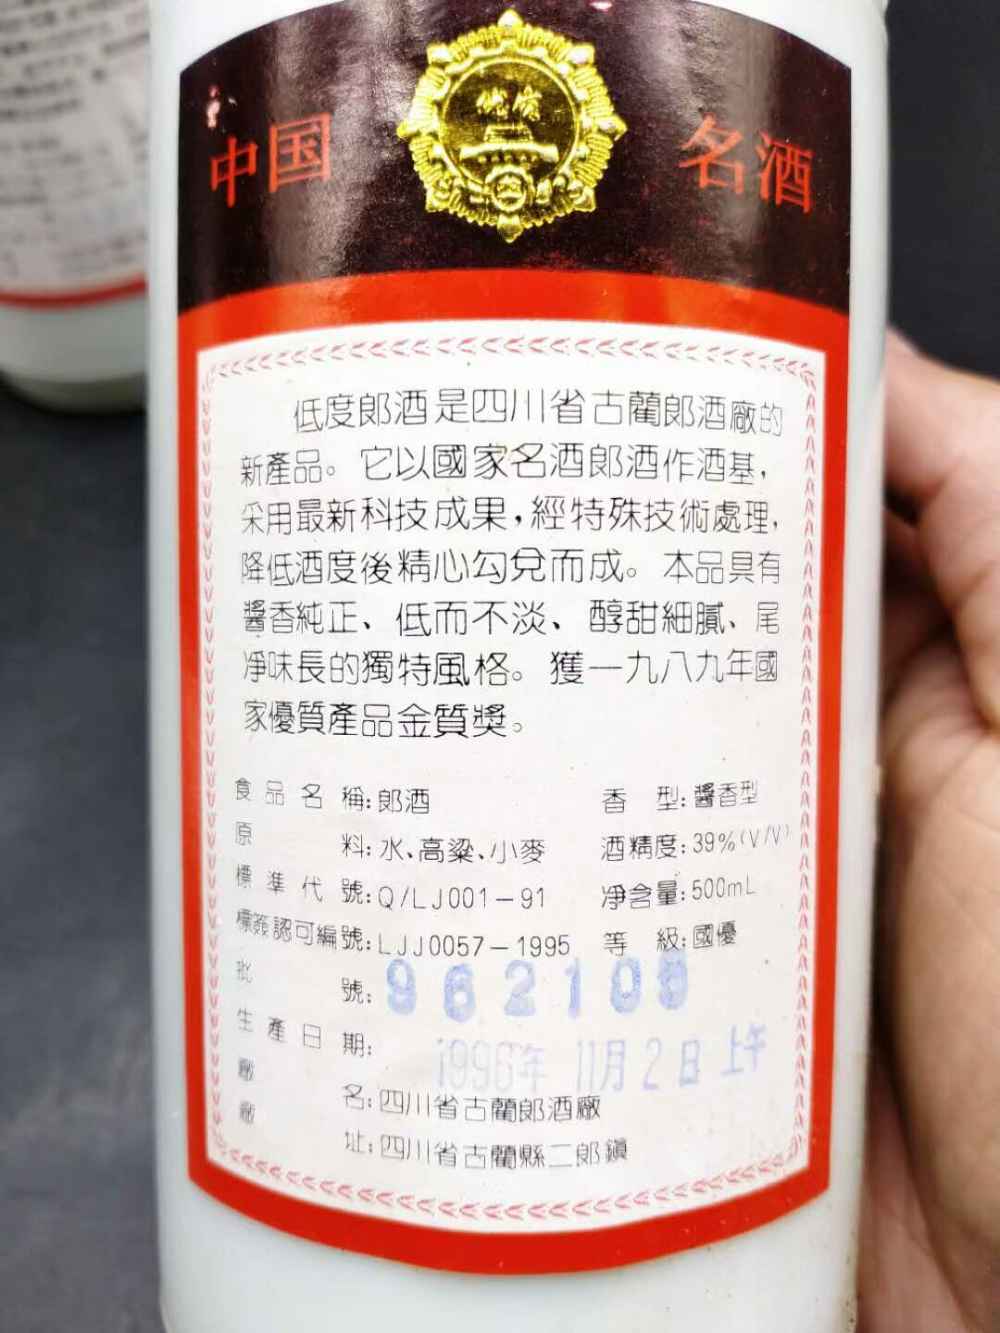 中国
名酒
低度郎酒是四川省古藺郎酒廠的
新產品。它以國家名酒郎酒作酒基,
采用最新科技成果,經特殊技術處理,
降低酒度後精心勾兌而成。本品具有
醬香純正、低而不淡、醇甜細膩、尾
凈味長的獨特風格。獲一九八九年國
家優質產品金質獎。
食品名稱:郎酒 香型:醬香型
原料:水、高粱、小麥 酒精度:39%(V/V)
標準代號:Q/LJ001-91 凈含量:500mL
標簽認可編號:LJJ0057-1995 等級:國優
批號:962109
生產日期:1996年 11月2日上午
廠名:四川省古藺郎酒廠
廠址:四川省古藺縣二郎鎮